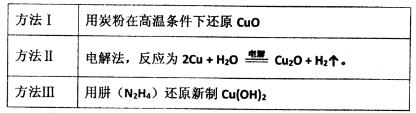 方法Ⅰ 用炭粉在高温条件下还原 CuO
方法Ⅱ 电解法，反应为 2Cu + H₂O 电解══ Cu₂O + H₂↑。
方法Ⅲ 用肼（N₂H₄）还原新制 Cu(OH)₂